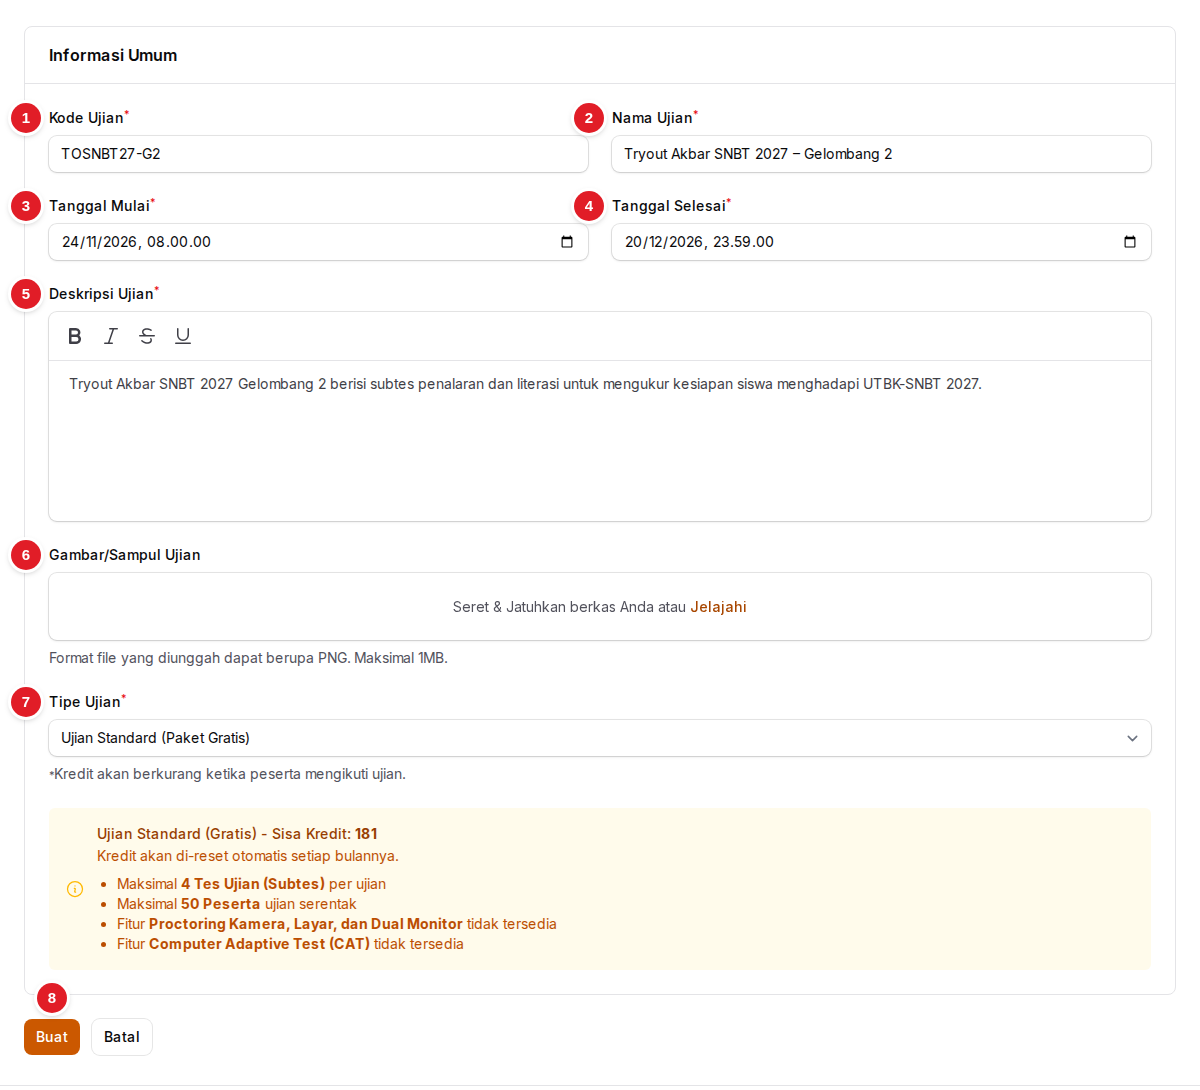 Informasi Umum
1 Kode Ujian*
2 Nama Ujian*
TOSNBT27-G2
Tryout Akbar SNBT 2027 – Gelombang 2
3 Tanggal Mulai*
4 Tanggal Selesai*
24/11/2026, 08.00.00
20/12/2026, 23.59.00
5 Deskripsi Ujian*
B I S U
Tryout Akbar SNBT 2027 Gelombang 2 berisi subtes penalaran dan literasi untuk mengukur kesiapan siswa menghadapi UTBK-SNBT 2027.
6 Gambar/Sampul Ujian
Seret & Jatuhkan berkas Anda atau Jelajahi
Format file yang diunggah dapat berupa PNG. Maksimal 1MB.
7 Tipe Ujian*
Ujian Standard (Paket Gratis)
*Kredit akan berkurang ketika peserta mengikuti ujian.
Ujian Standard (Gratis) - Sisa Kredit: 181
Kredit akan di-reset otomatis setiap bulannya.
• Maksimal 4 Tes Ujian (Subtes) per ujian
• Maksimal 50 Peserta ujian serentak
• Fitur Proctoring Kamera, Layar, dan Dual Monitor tidak tersedia
• Fitur Computer Adaptive Test (CAT) tidak tersedia
8
Buat
Batal